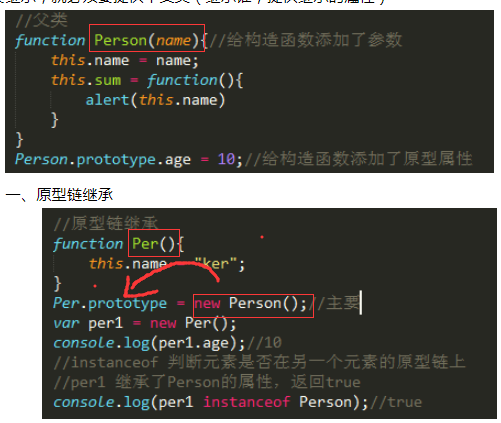 //父类
function Person(name){//给构造函数添加了参数
this.name = name;
this.sum = function(){
alert(this.name)
}
}
Person.prototype.age = 10;//给构造函数添加了原型属性
一、原型链继承
//原型链继承
function Per(){
this.name "ker";
}
Per.prototype = new Person();//主要
var per1 = new Per();
console.log(per1.age);//10
//instanceof 判断元素是否在另一个元素的原型链上
//per1 继承了Person的属性，返回true
console.log(per1 instanceof Person);//true